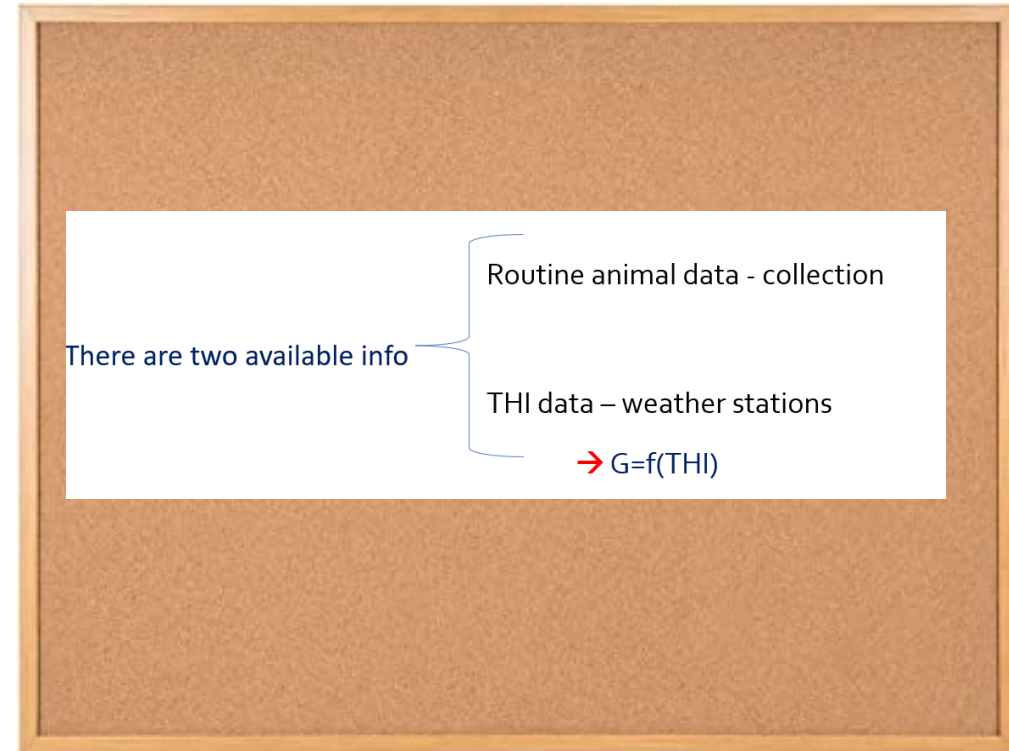 There are two available info
Routine animal data - collection
THI data – weather stations
→ G=f(THI)